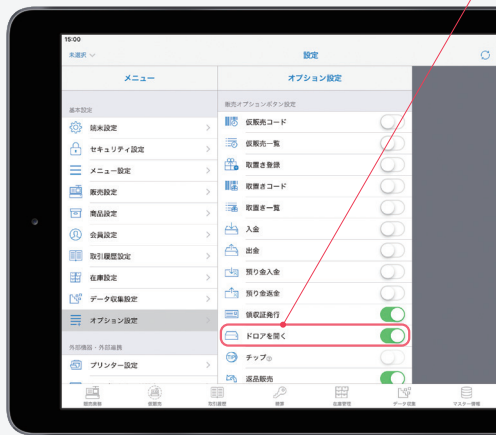 15:00
未選択
設定
メニュー
オプション設定
基本設定
端末設定
セキュリティ設定
メニュー設定
販売設定
商品設定
会員設定
取引履歴設定
在庫設定
データ収集設定
オプション設定
外部機器・外部連携
プリンター設定
販売オプションボタン設定
仮販売コード
仮販売一覧
取置き登録
取置きコード
取置き一覧
入金
出金
預り金入金
預り金返金
領収証発行
ドロアを開く
チップ
返品販売
取引履歴
精算
在庫管理
データ収集
マスター情報